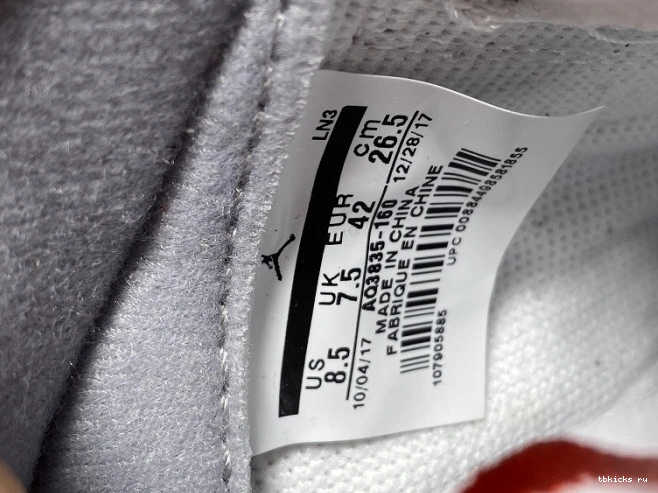 LN3
US UK EUR cm
8.5 7.5 42 26.5
10/04/17 AQ3835-160 12/28/17
MADE IN CHINA
FABRIQUE EN CHINE
107905885 UPC 00884498581855
tbkicks ru